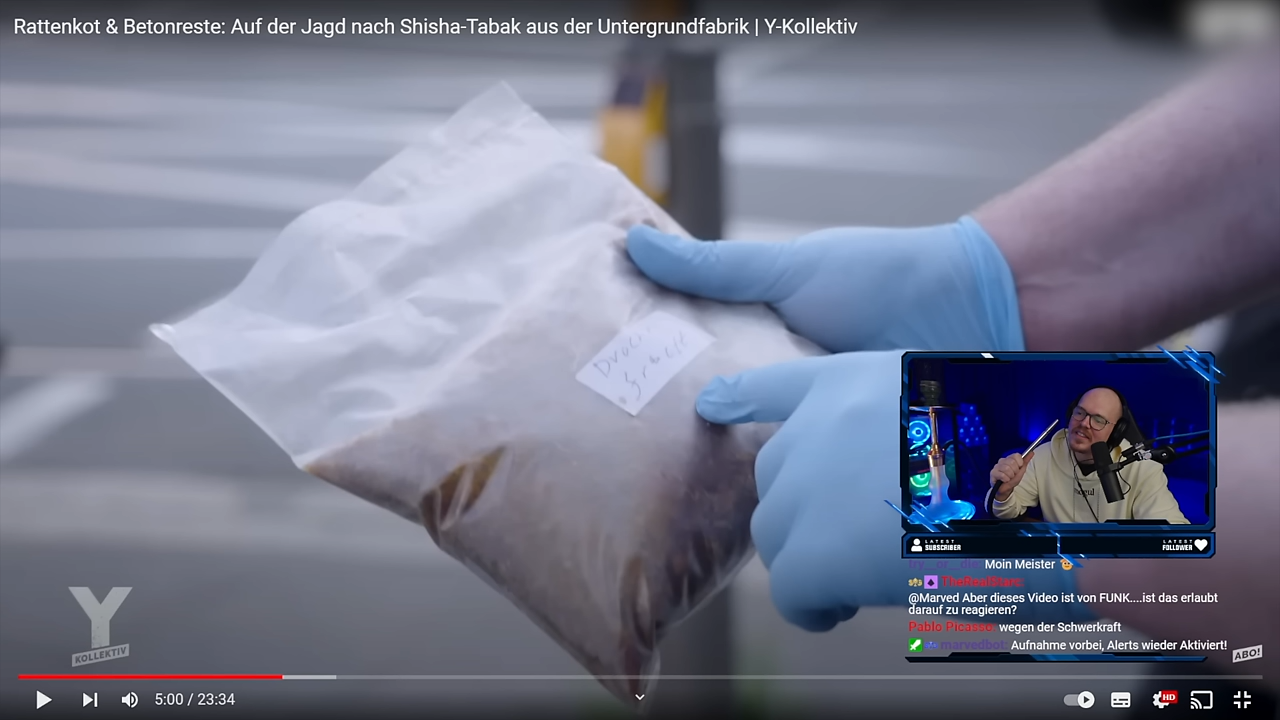 Rattenkot & Betonreste: Auf der Jagd nach Shisha-Tabak aus der Untergrundfabrik | Y-Kollektiv
LATEST
SUBSCRIBER
LATEST
FOLLOWER
try_or_die: Moin Meister
TheRealStarz:
@Marved Aber dieses Video ist von FUNK....ist das erlaubt
darauf zu reagieren?
Pablo Picasso: wegen der Schwerkraft
marvedbot: Aufnahme vorbei, Alerts wieder Aktiviert!
Y
KOLLEKTIV
ABO!
5:00 / 23:34
HD